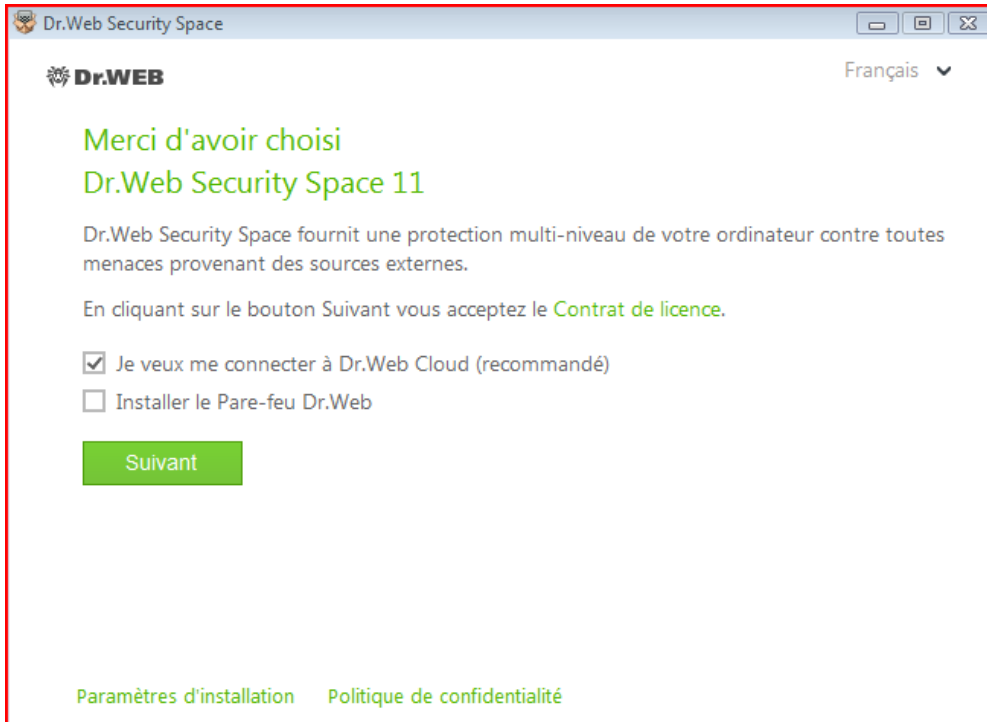 Dr.Web Security Space
Dr.WEB
Français
Merci d'avoir choisi
Dr.Web Security Space 11
Dr.Web Security Space fournit une protection multi-niveau de votre ordinateur contre toutes
menaces provenant des sources externes.
En cliquant sur le bouton Suivant vous acceptez le Contrat de licence.
Je veux me connecter à Dr.Web Cloud (recommandé)
Installer le Pare-feu Dr.Web
Suivant
Paramètres d'installation Politique de confidentialité